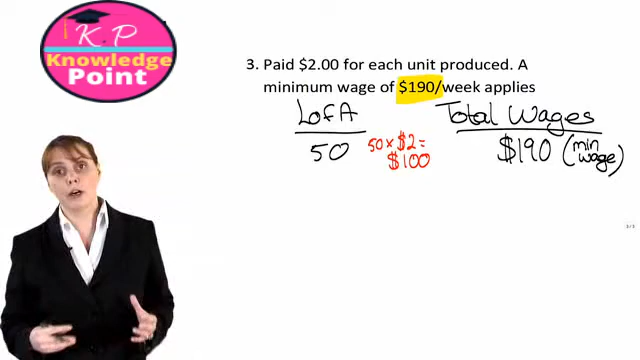 K.P
Knowledge
Point
3. Paid $2.00 for each unit produced. A
minimum wage of $190/week applies
L of A
Total Wages
50
50 x $2 =
$100
$190 (min
wage)